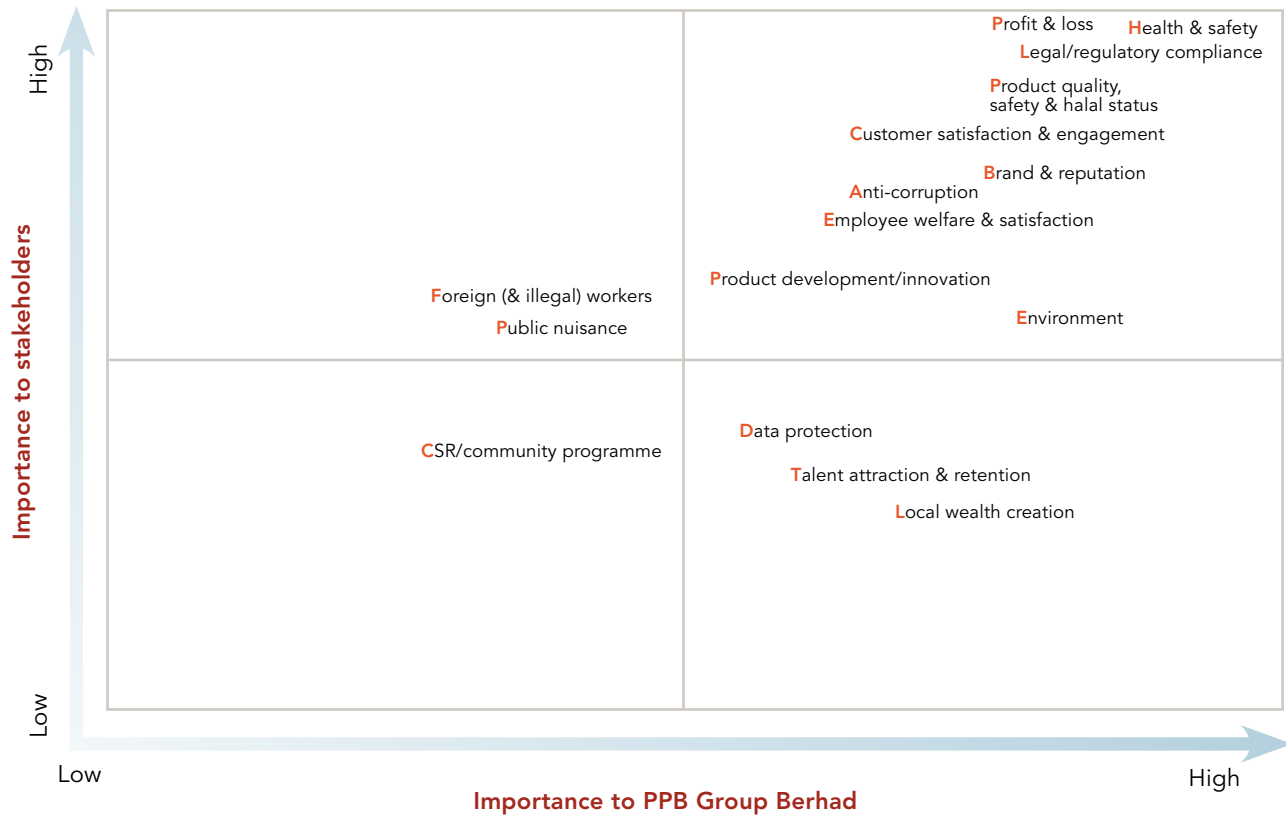 High
Importance to stakeholders
Low
Profit & loss
Health & safety
Legal/regulatory compliance
Product quality,
safety & halal status
Customer satisfaction & engagement
Brand & reputation
Anti-corruption
Employee welfare & satisfaction
Product development/innovation
Foreign (& illegal) workers
Environment
Public nuisance
Data protection
CSR/community programme
Talent attraction & retention
Local wealth creation
Low
High
Importance to PPB Group Berhad